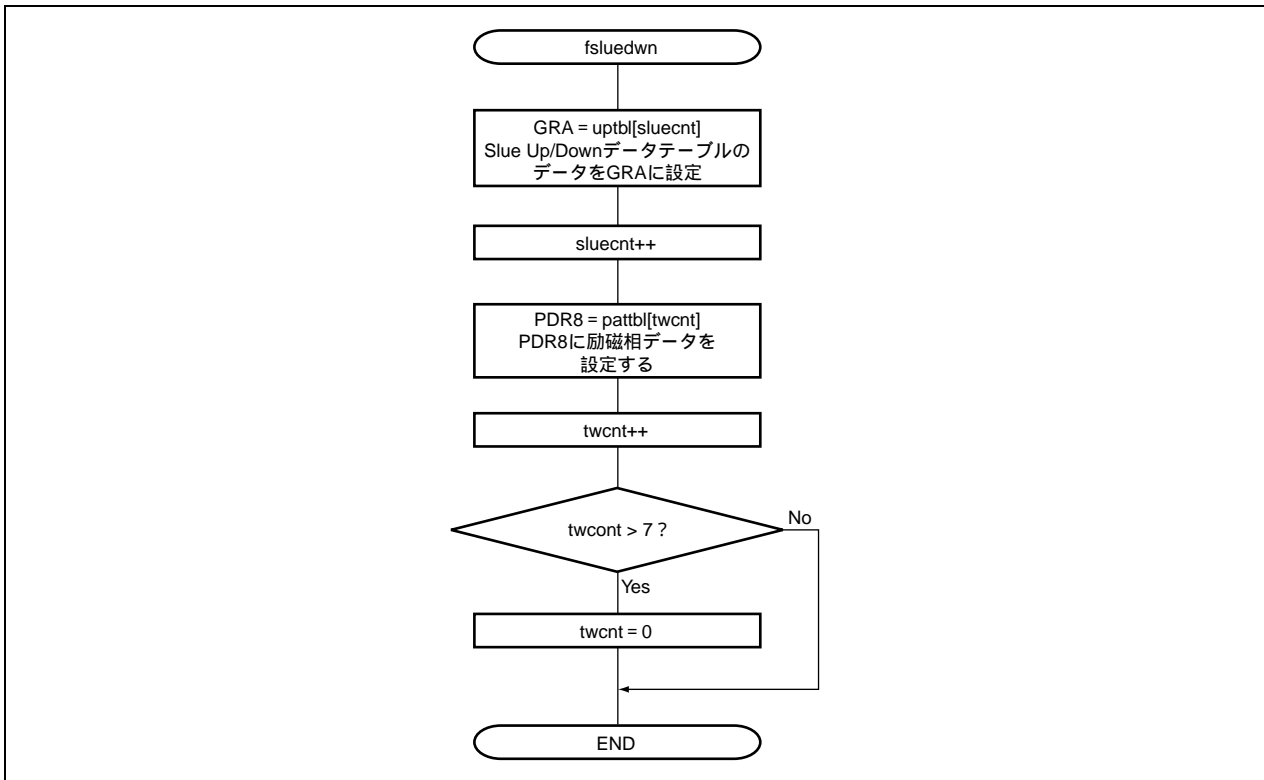 fsluedwn
GRA = uptbl[sluecnt]
Slue Up/Downデータテーブルの
データをGRAに設定
sluecnt++
PDR8 = pattbl[twcnt]
PDR8に励磁相データを
設定する
twcnt++
twcont > 7 ?
No
Yes
twcnt = 0
END